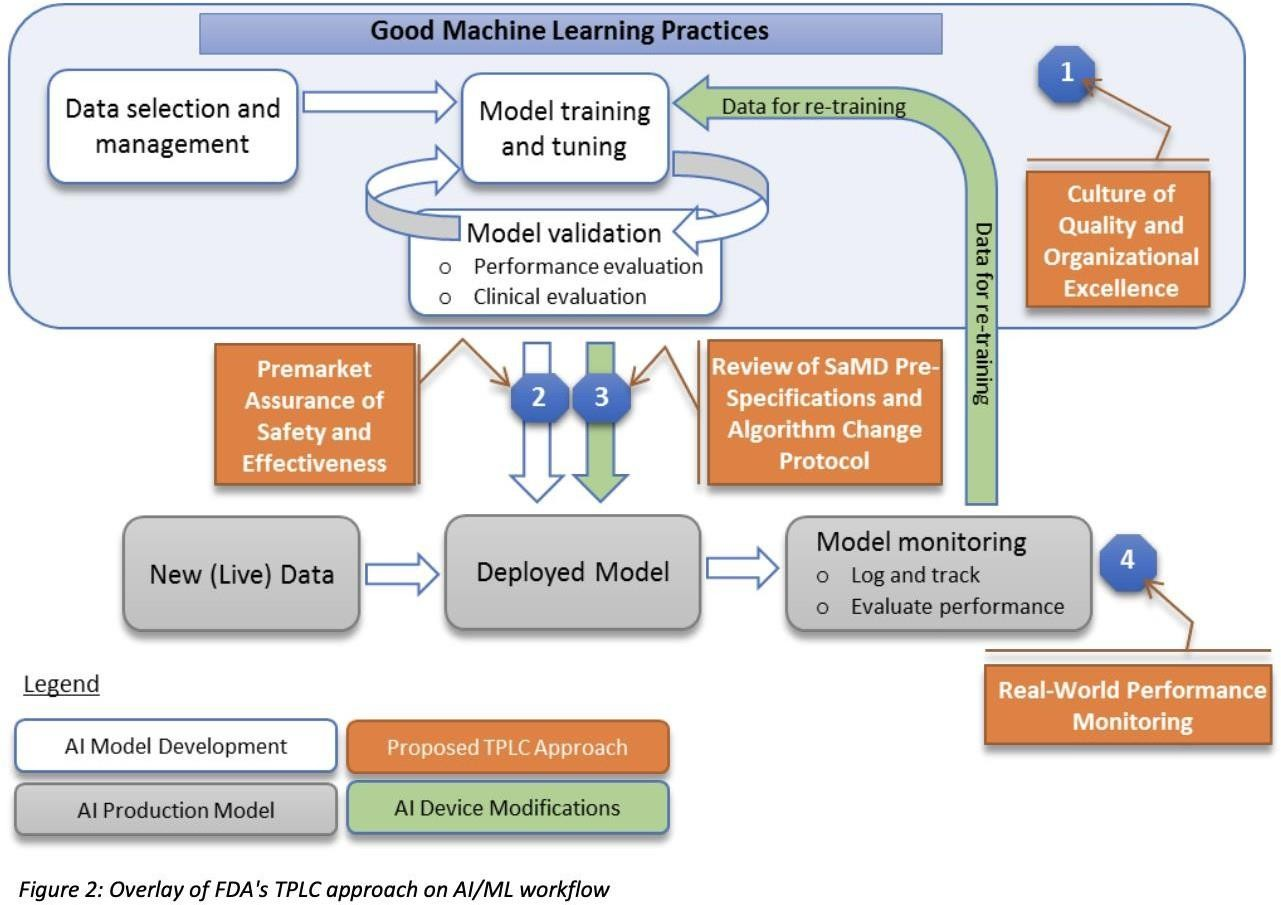 Good Machine Learning Practices
Data selection and
management
Model training
and tuning
Data for re-training
1
Culture of
Quality and
Organizational
Excellence
Model validation
o Performance evaluation
o Clinical evaluation
Data for re-training
Premarket
Assurance of
Safety and
Effectiveness
2
3
Review of SaMD Pre-
Specifications and
Algorithm Change
Protocol
New (Live) Data
Deployed Model
Model monitoring
o Log and track
o Evaluate performance
4
Real-World Performance
Monitoring
Legend
AI Model Development
Proposed TPLC Approach
AI Production Model
AI Device Modifications
Figure 2: Overlay of FDA's TPLC approach on AI/ML workflow